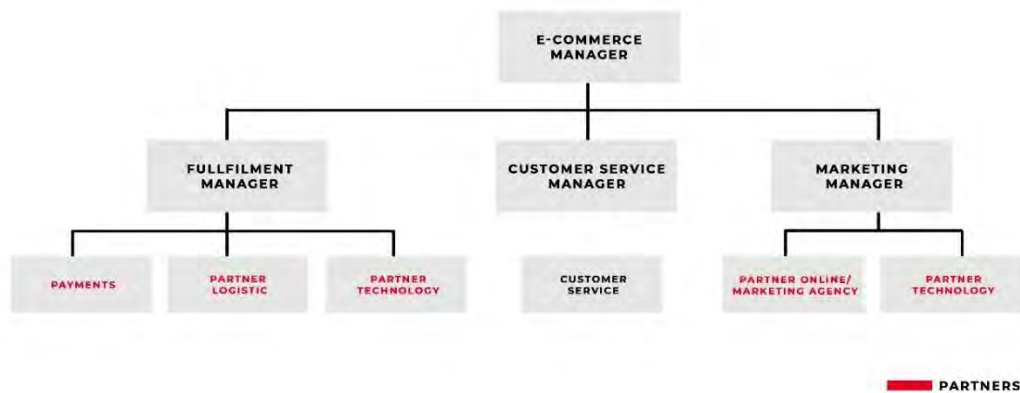 E-COMMERCE
MANAGER
FULLFILMENT
MANAGER
CUSTOMER SERVICE
MANAGER
MARKETING
MANAGER
PAYMENTS
PARTNER
LOGISTIC
PARTNER
TECHNOLOGY
CUSTOMER
SERVICE
PARTNER ONLINE/
MARKETING AGENCY
PARTNER
TECHNOLOGY
PARTNERS